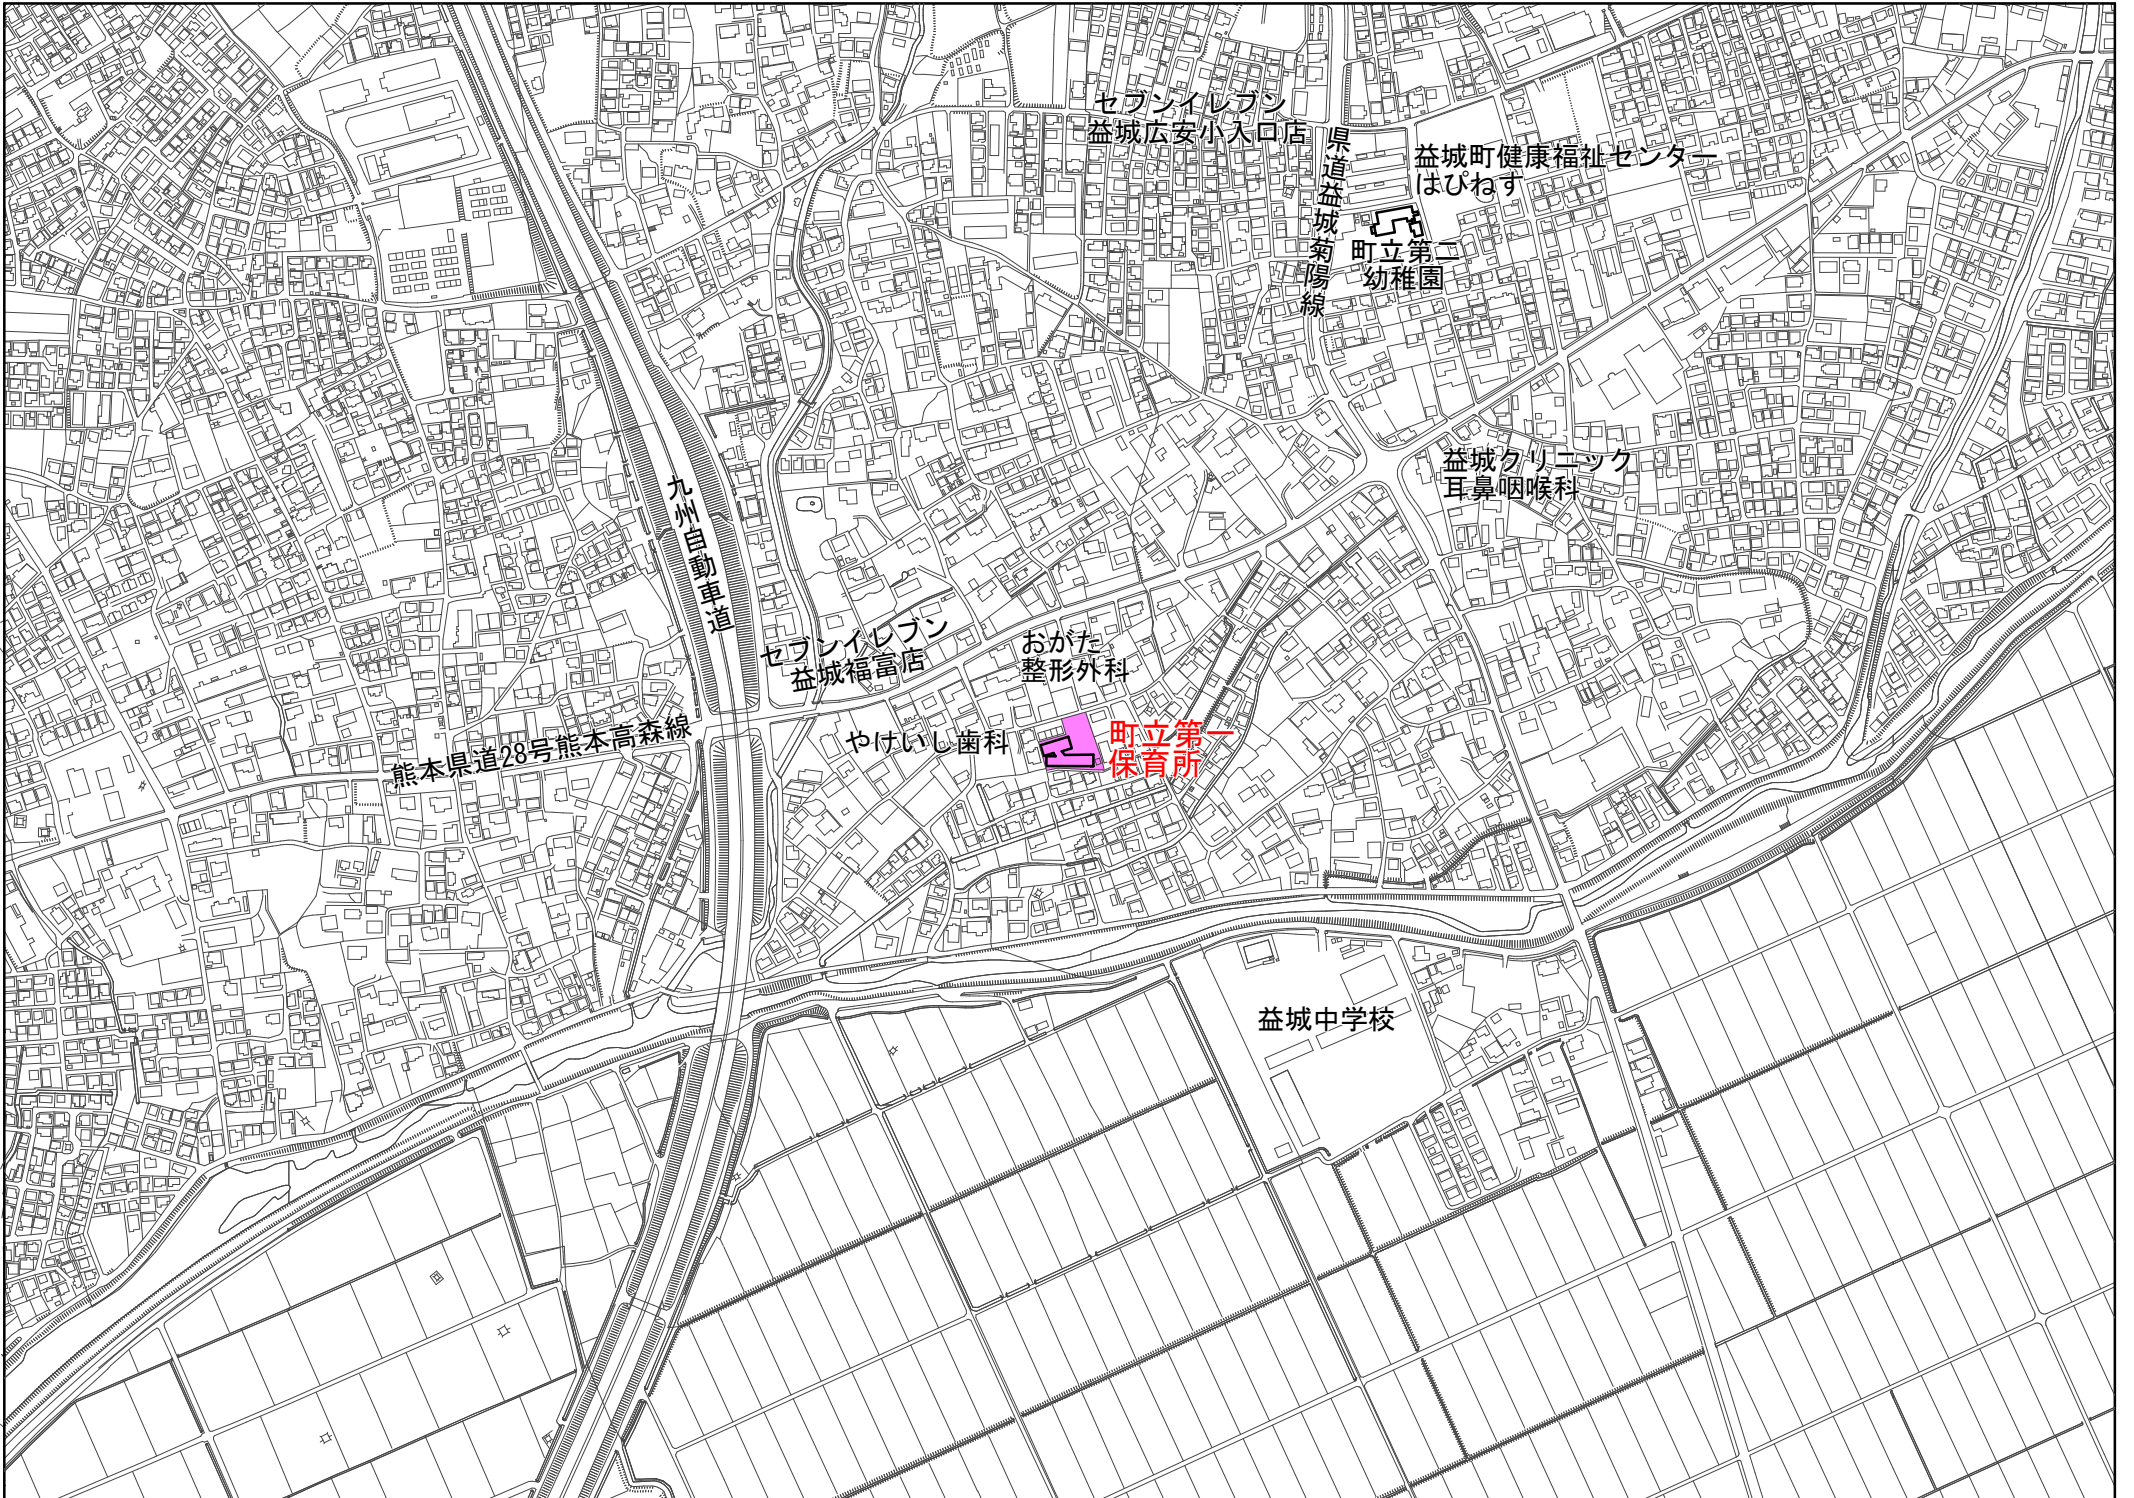 セブンイレブン
益城広安小入口店
県道益城菊陽線
益城町健康福祉センター
はぴねす
町立第二
幼稚園
益城クリニック
耳鼻咽喉科
九州自動車道
セブンイレブン
益城福富店
おがた
整形外科
熊本県道28号熊本高森線
やけいし歯科
町立第一
保育所
益城中学校